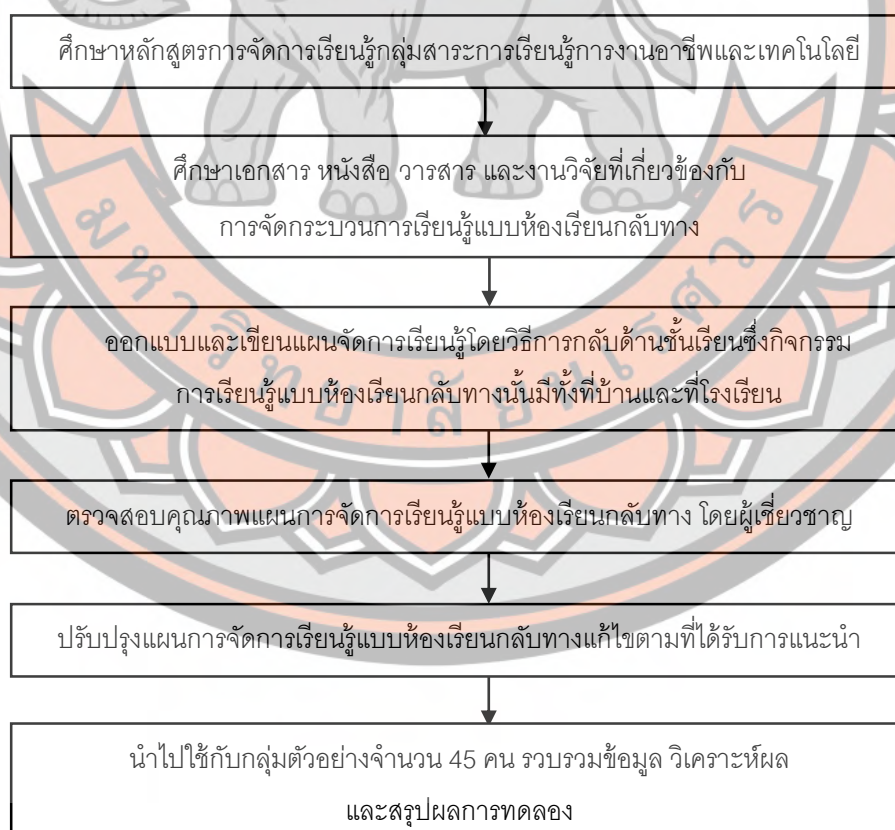 ศึกษาหลักสูตรการจัดการเรียนรู้กลุ่มสาระการเรียนรู้การงานอาชีพและเทคโนโลยี
ศึกษาเอกสาร หนังสือ วารสาร และงานวิจัยที่เกี่ยวข้องกับ
การจัดกระบวนการเรียนรู้แบบห้องเรียนกลับทาง
ออกแบบและเขียนแผนจัดการเรียนรู้โดยวิธีการกลับด้านชั้นเรียนซึ่งกิจกรรม
การเรียนรู้แบบห้องเรียนกลับทางนั้นมีทั้งที่บ้านและที่โรงเรียน
มหาวิทยาลัยนเรศวร
ตรวจสอบคุณภาพแผนการจัดการเรียนรู้แบบห้องเรียนกลับทาง โดยผู้เชี่ยวชาญ
ปรับปรุงแผนการจัดการเรียนรู้แบบห้องเรียนกลับทางแก้ไขตามที่ได้รับการแนะนำ
นำไปใช้กับกลุ่มตัวอย่างจำนวน 45 คน รวบรวมข้อมูล วิเคราะห์ผล
และสรุปผลการทดลอง